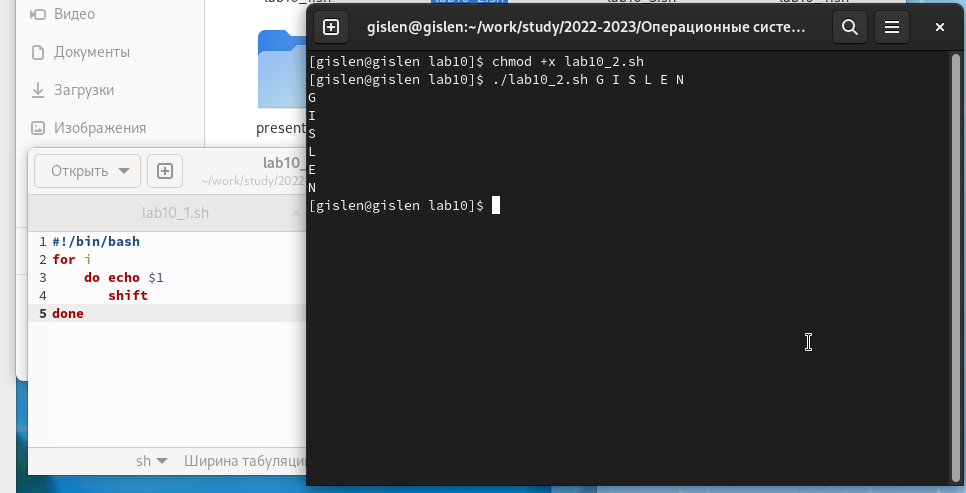 Видео
Документы
Загрузки
Изображения
present
gislen@gislen:~/work/study/2022-2023/Операционные систе…
[gislen@gislen lab10]$ chmod +x lab10_2.sh
[gislen@gislen lab10]$ ./lab10_2.sh G I S L E N
G
I
S
L
E
N
[gislen@gislen lab10]$
Открыть
lab10_
~/work/study/2022-
lab10_1.sh
1 #!/bin/bash
2 for i
3     do echo $1
4        shift
5 done
sh Ширина табуляции